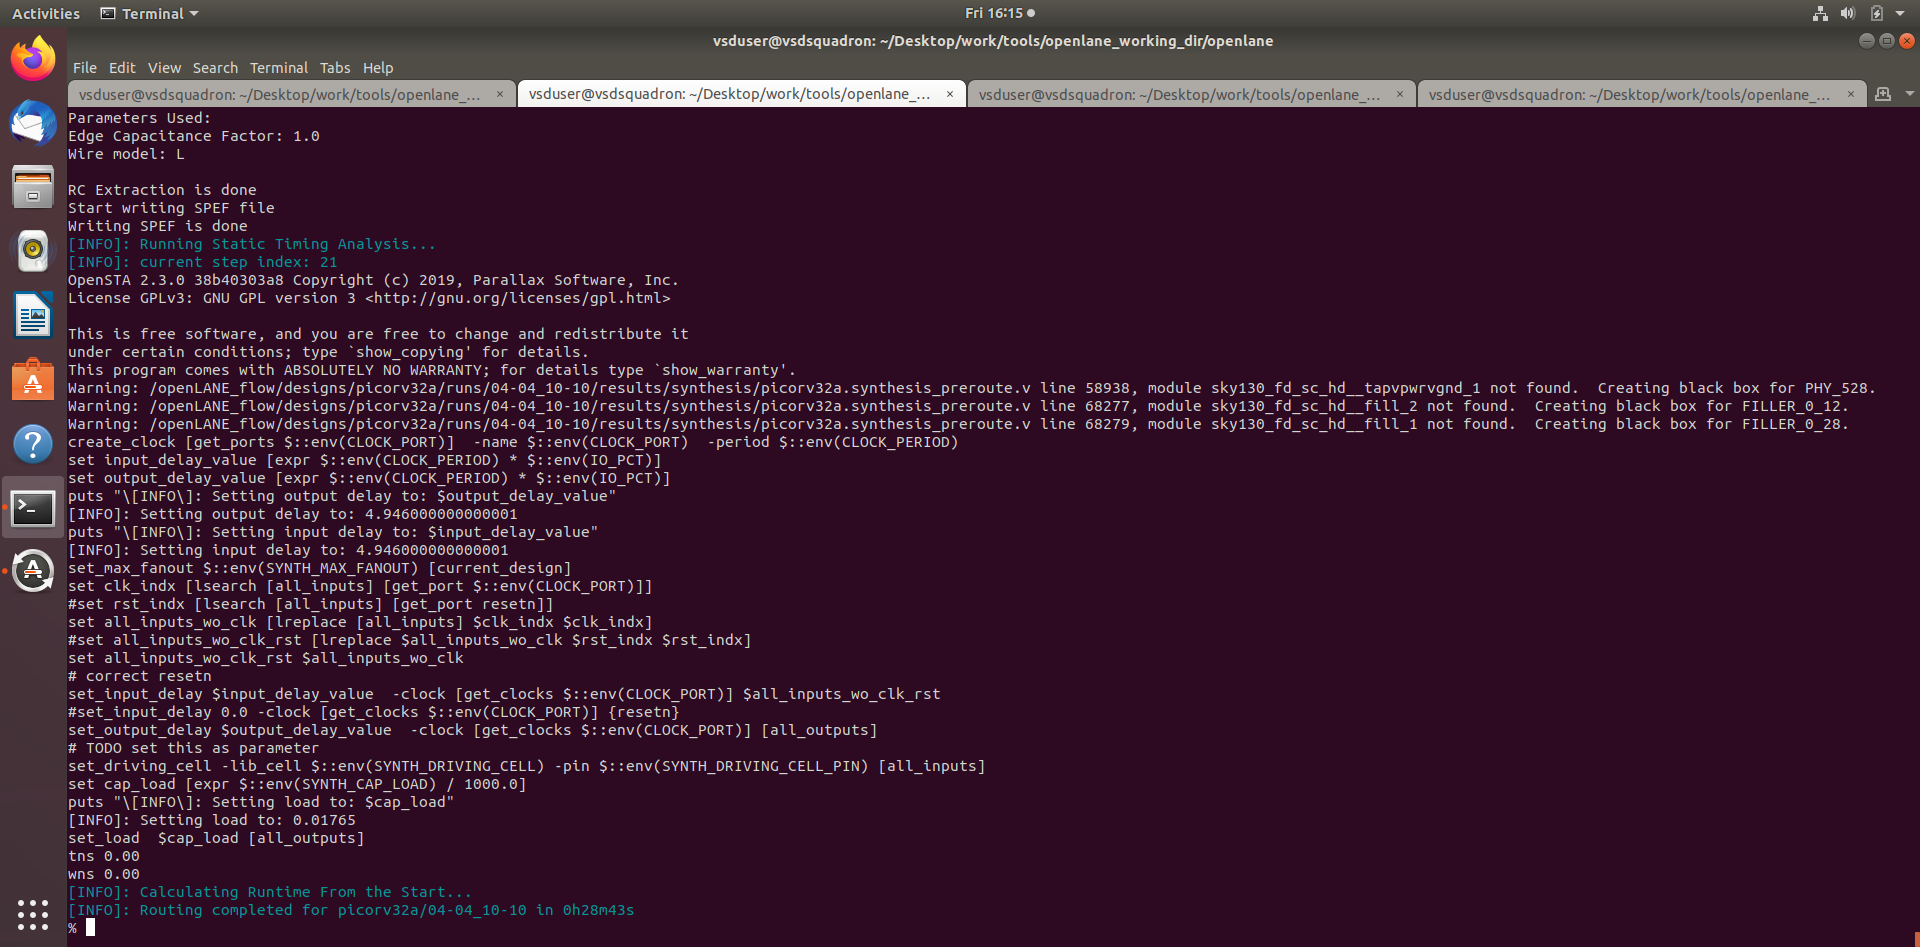 Activities
Terminal
Fri 16:15
vsduser@vsdsquadron: ~/Desktop/work/tools/openlane_working_dir/openlane
File Edit View Search Terminal Tabs Help
vsduser@vsdsquadron: ~/Desktop/work/tools/openlane_... ×
vsduser@vsdsquadron: ~/Desktop/work/tools/openlane_... ×
vsduser@vsdsquadron: ~/Desktop/work/tools/openlane_... ×
vsduser@vsdsquadron: ~/Desktop/work/tools/openlane_... ×
Parameters Used:
Edge Capacitance Factor: 1.0
Wire model: L
RC Extraction is done
Start writing SPEF file
Writing SPEF is done
[INFO]: Running Static Timing Analysis...
[INFO]: current step index: 21
OpenSTA 2.3.0 38b40303a8 Copyright (c) 2019, Parallax Software, Inc.
License GPLv3: GNU GPL version 3 <http://gnu.org/licenses/gpl.html>
This is free software, and you are free to change and redistribute it
under certain conditions; type `show_copying' for details.
This program comes with ABSOLUTELY NO WARRANTY; for details type `show_warranty'.
Warning: /openLANE_flow/designs/picorv32a/runs/04-04_10-10/results/synthesis/picorv32a.synthesis_preroute.v line 58938, module sky130_fd_sc_hd__tapvpwrvgnd_1 not found.  Creating black box for PHY_528.
Warning: /openLANE_flow/designs/picorv32a/runs/04-04_10-10/results/synthesis/picorv32a.synthesis_preroute.v line 68277, module sky130_fd_sc_hd__fill_2 not found.  Creating black box for FILLER_0_12.
Warning: /openLANE_flow/designs/picorv32a/runs/04-04_10-10/results/synthesis/picorv32a.synthesis_preroute.v line 68279, module sky130_fd_sc_hd__fill_1 not found.  Creating black box for FILLER_0_28.
create_clock [get_ports $::env(CLOCK_PORT)]  -name $::env(CLOCK_PORT)  -period $::env(CLOCK_PERIOD)
set input_delay_value [expr $::env(CLOCK_PERIOD) * $::env(IO_PCT)]
set output_delay_value [expr $::env(CLOCK_PERIOD) * $::env(IO_PCT)]
puts "\[INFO\]: Setting output delay to: $output_delay_value"
[INFO]: Setting output delay to: 4.946000000000001
puts "\[INFO\]: Setting input delay to: $input_delay_value"
[INFO]: Setting input delay to: 4.946000000000001
set_max_fanout $::env(SYNTH_MAX_FANOUT) [current_design]
set clk_indx [lsearch [all_inputs] [get_port $::env(CLOCK_PORT)]]
#set rst_indx [lsearch [all_inputs] [get_port resetn]]
set all_inputs_wo_clk [lreplace [all_inputs] $clk_indx $clk_indx]
#set all_inputs_wo_clk_rst [lreplace $all_inputs_wo_clk $rst_indx $rst_indx]
set all_inputs_wo_clk_rst $all_inputs_wo_clk
# correct resetn
set_input_delay $input_delay_value  -clock [get_clocks $::env(CLOCK_PORT)] $all_inputs_wo_clk_rst
#set_input_delay 0.0 -clock [get_clocks $::env(CLOCK_PORT)] {resetn}
set_output_delay $output_delay_value  -clock [get_clocks $::env(CLOCK_PORT)] [all_outputs]
# TODO set this as parameter
set_driving_cell -lib_cell $::env(SYNTH_DRIVING_CELL) -pin $::env(SYNTH_DRIVING_CELL_PIN) [all_inputs]
set cap_load [expr $::env(SYNTH_CAP_LOAD) / 1000.0]
puts "\[INFO\]: Setting load to: $cap_load"
[INFO]: Setting load to: 0.01765
set_load  $cap_load [all_outputs]
tns 0.00
wns 0.00
[INFO]: Calculating Runtime From the Start...
[INFO]: Routing completed for picorv32a/04-04_10-10 in 0h28m43s
%